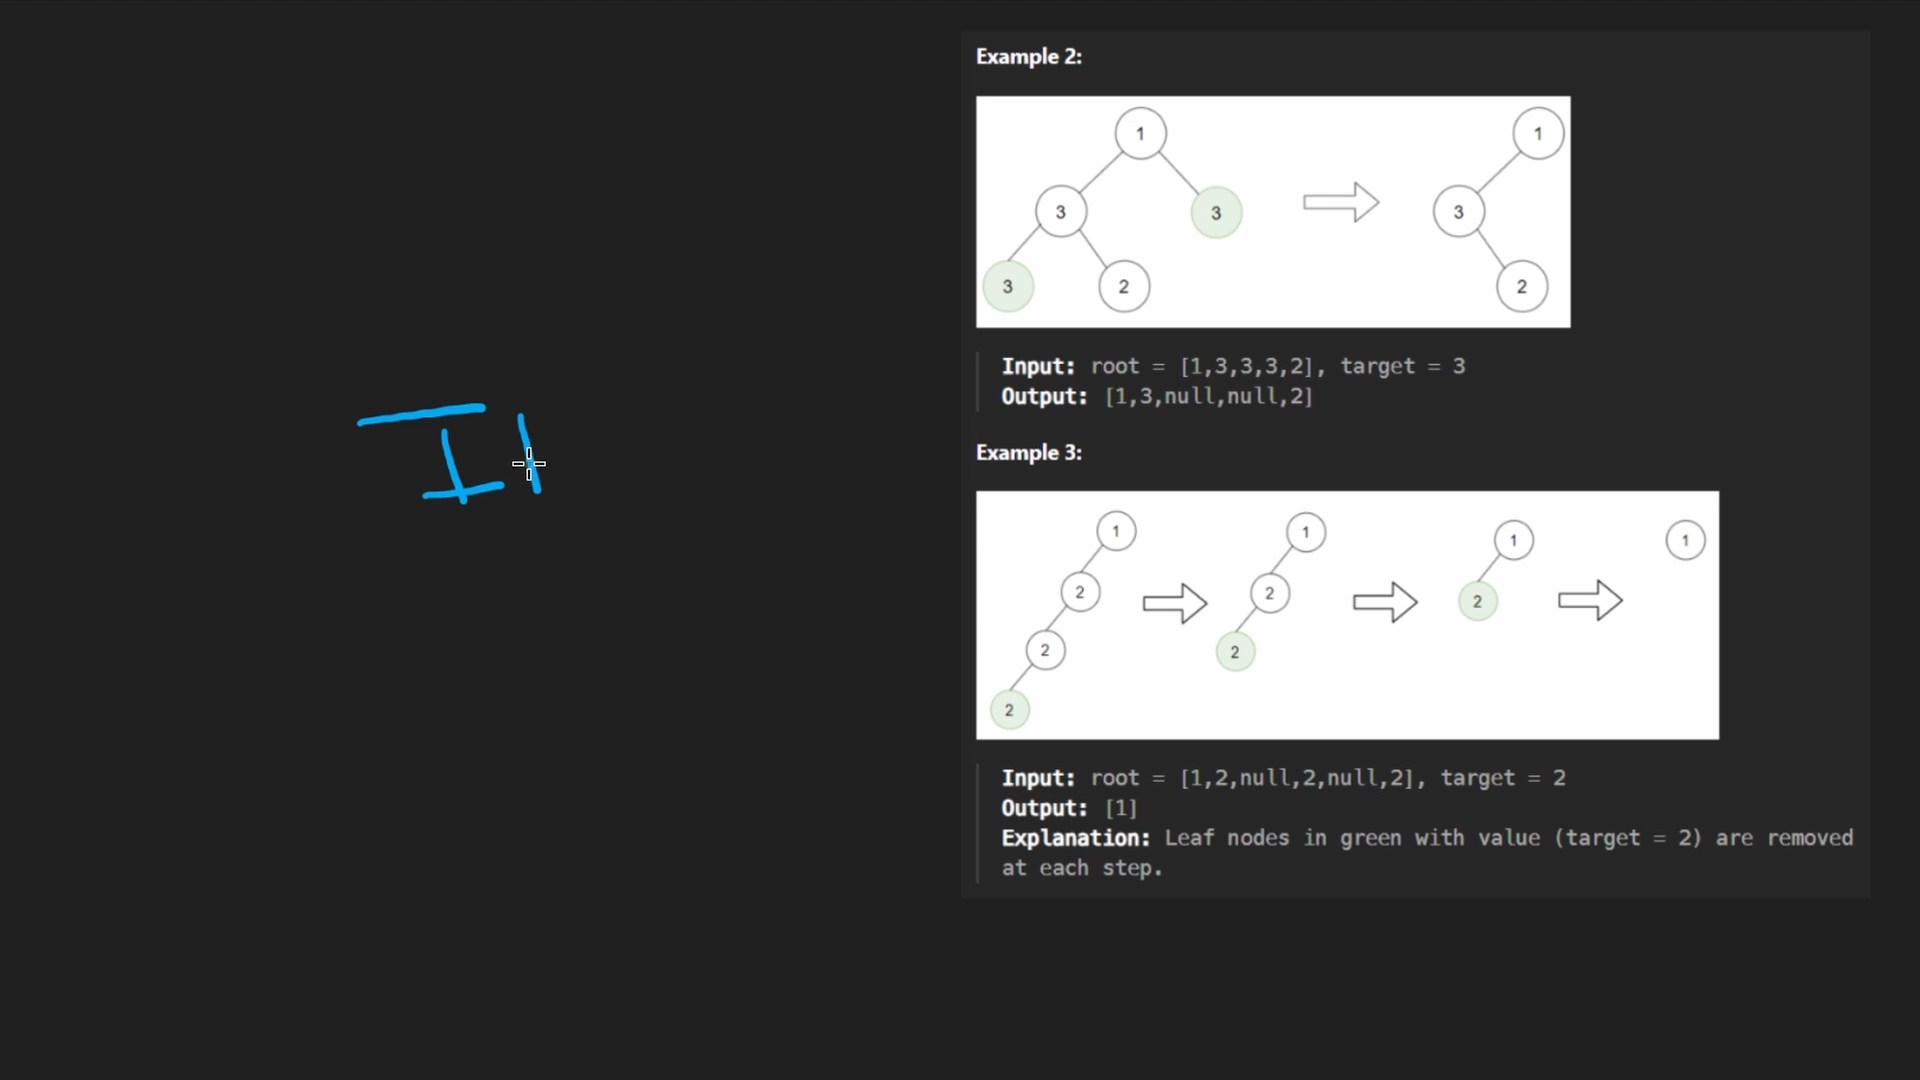 Example 2:
1
1
3
3
3
3
2
2
Input: root = [1,3,3,3,2], target = 3
Output: [1,3,null,null,2]
Example 3:
1
1
1
1
2
2
2
2
2
2
Input: root = [1,2,null,2,null,2], target = 2
Output: [1]
Explanation: Leaf nodes in green with value (target = 2) are removed
at each step.